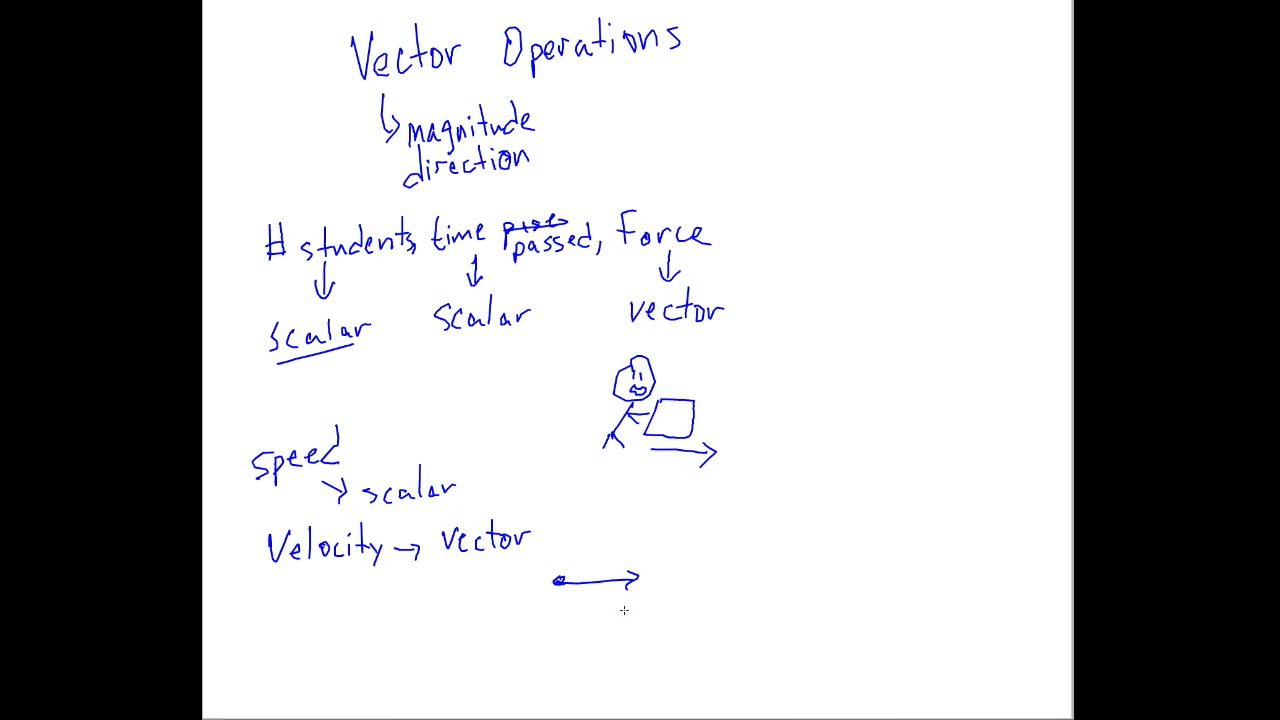 Vector Operations
magnitude
direction
# students, time passed, Force
scalar scalar vector
speed
scalar
Velocity → vector